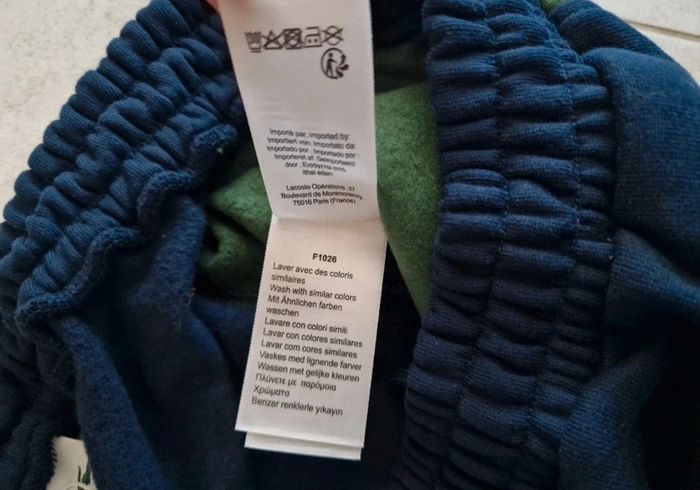 Importé par; Imported by:
Importiert von: Importato da:
Importado por : Importado por :
Importeret af: Geïmporteerd
door : Εισάγεται από:
ithal eden
Lacoste Opérations 37
Boulevard de Montmorency
75016 Paris (France)
F1026
Laver avec des coloris
similaires
Wash with similar colors
Mit Ähnlichen farben
waschen
Lavare con colori simili
Lavar con colores similares
Lavar com cores similares
Vaskes med lignende farver
Wassen met gelijke kleuren
Πλύνετε με παρόμοια
Χρώματα
Benzer renklerle yıkayın